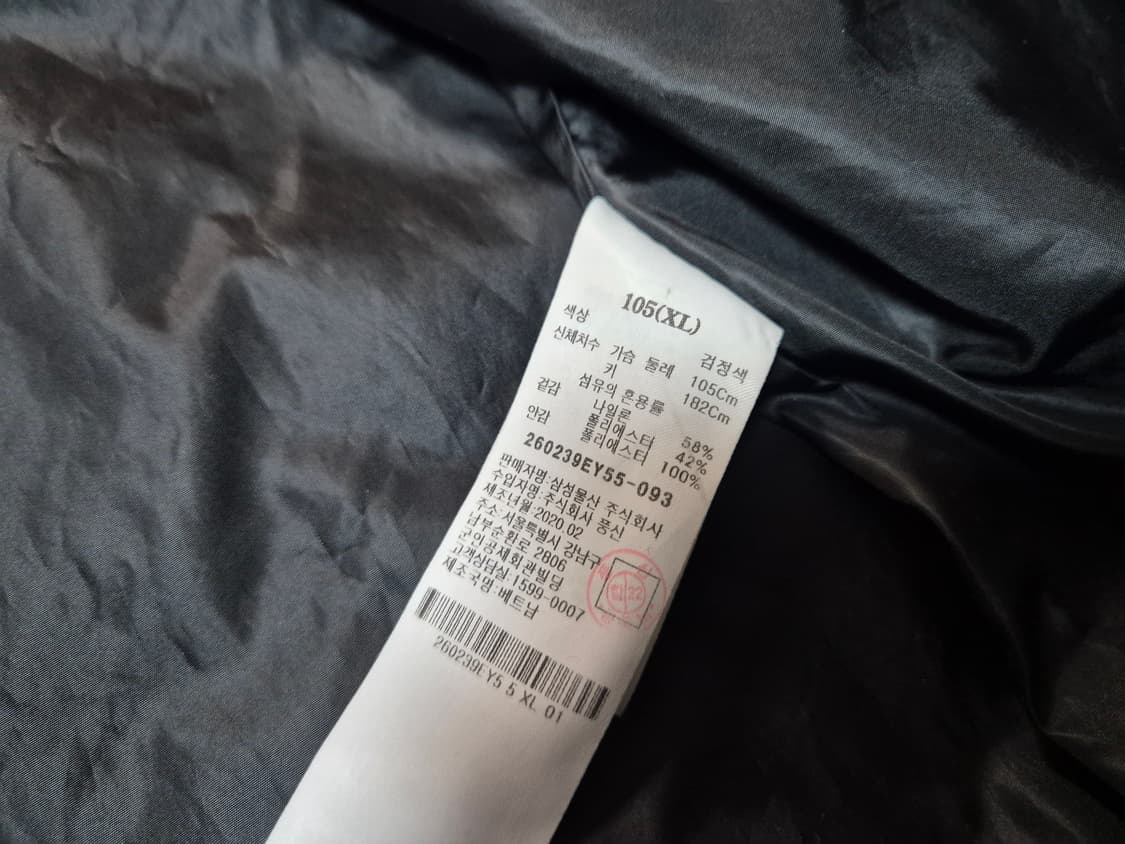 105(XL)
색상 검정색
신체치수 가슴 둘레 105Cm
키 182Cm
섬유의 혼용률
겉감 나일론 58%
폴리에스터 42%
안감 폴리에스터 100%
260239EY55-093
판매자명:삼성물산 주식회사
수입자명:주식회사 풍신
제조년월:2020.02
주소:서울특별시 강남구
남부순환로 2806
군인공제회관빌딩
고객상담실:1599-0007
제조국명:베트남
260239EY5 5 XL 01